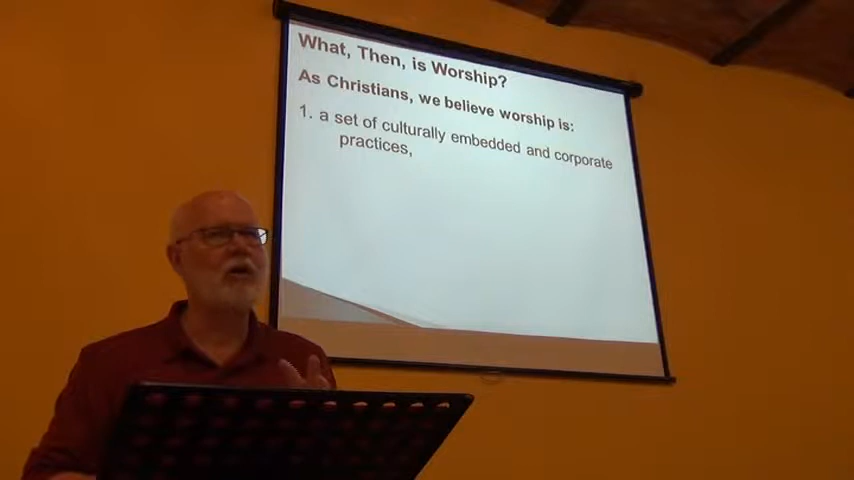 What, Then, is Worship?
As Christians, we believe worship is:
1. a set of culturally embedded, and corporate
practices,